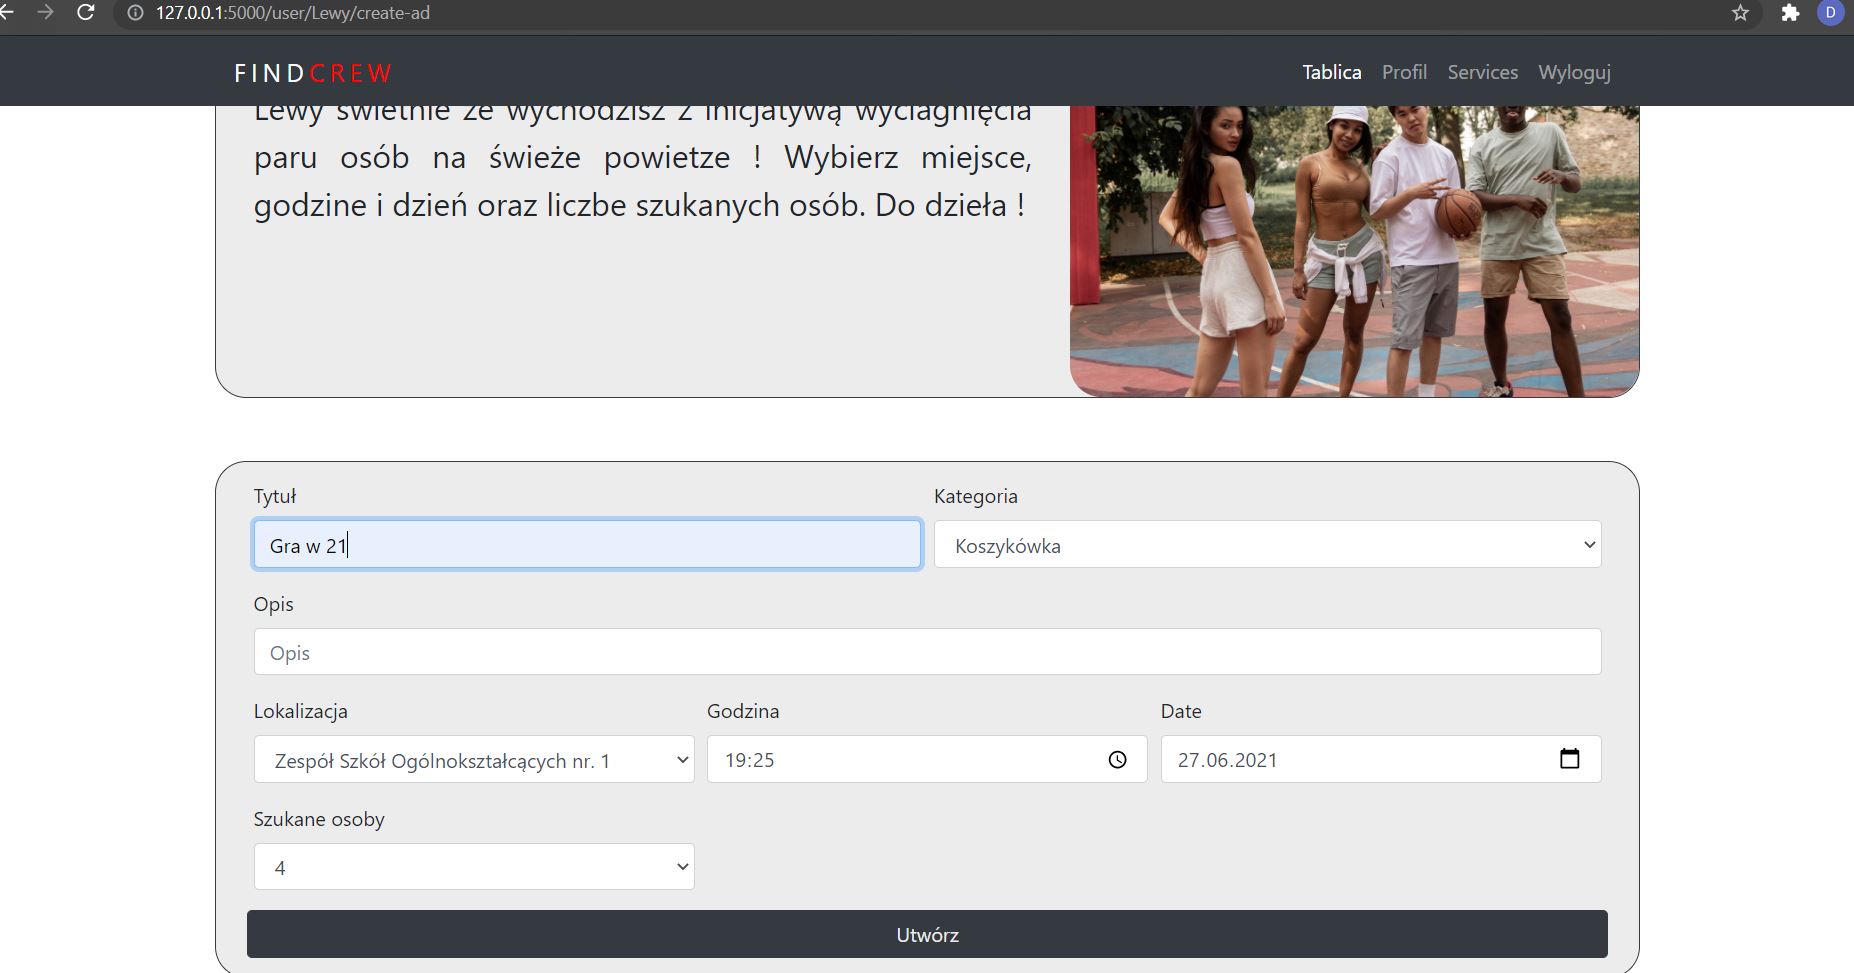 127.0.0.1:5000/user/Lewy/create-ad
D
FINDCREW
Tablica Profil Services Wyloguj
Lewy świetnie że wychodzisz z inicjatywą wyciagnięcia
paru osób na świeże powietze ! Wybierz miejsce,
godzine i dzień oraz liczbe szukanych osób. Do dzieła !
Tytuł Kategoria
Gra w 21 Koszykówka
Opis
Opis
Lokalizacja Godzina Date
Zespół Szkół Ogólnokształcących nr. 1 19:25 27.06.2021
Szukane osoby
4
Utwórz